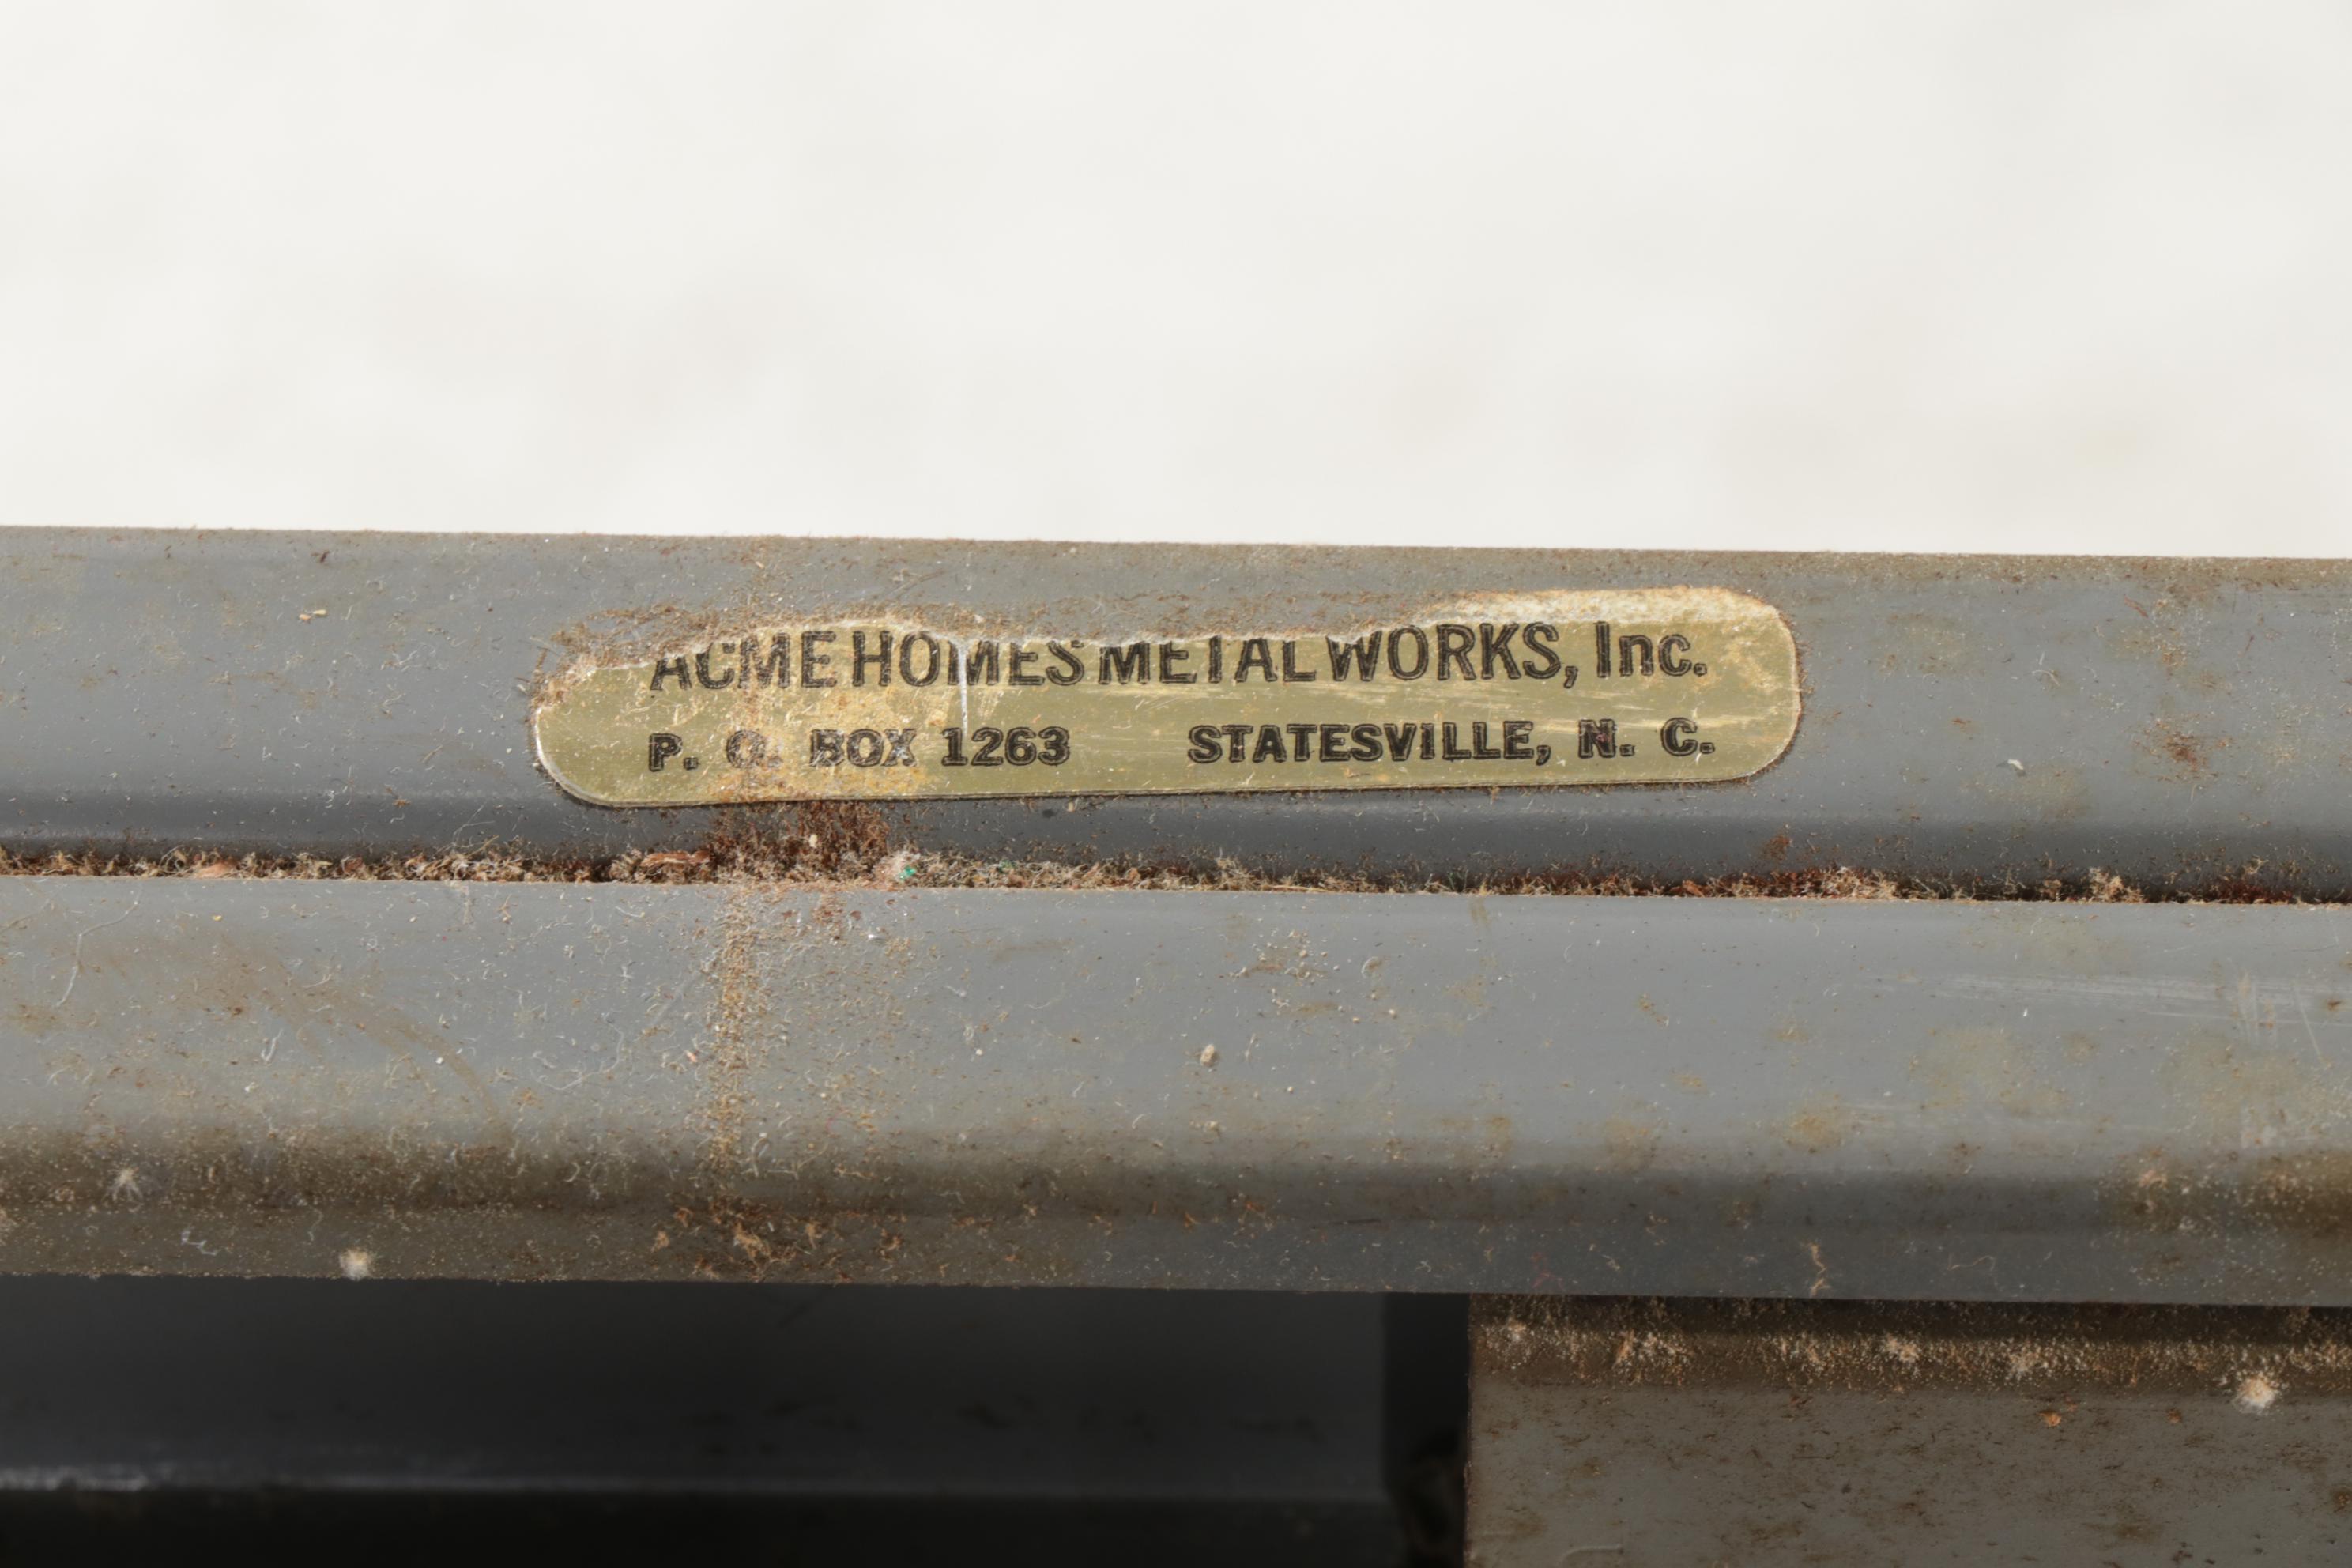 ACME HOMES METAL WORKS, Inc.
P. O. BOX 1263 STATESVILLE, N. C.